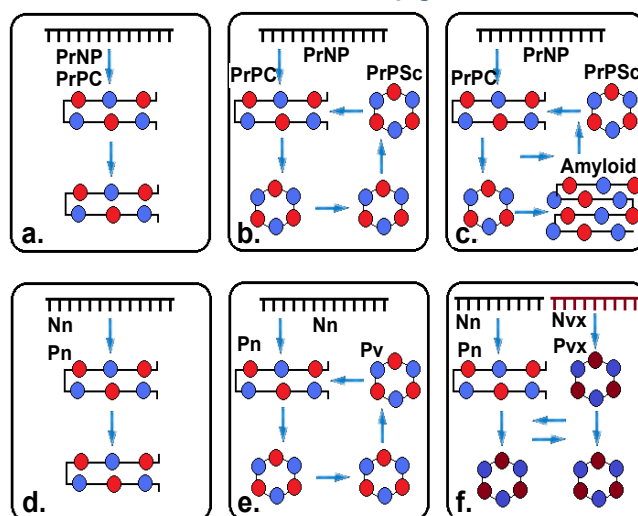 PrNP
PrPC
a.
PrNP
PrPC
PrPSc
b.
PrNP
PrPC
PrPSc
Amyloid
c.
Nn
Pn
d.
Nn
Pn
Pv
e.
Nn
Nvx
Pn
Pvx
f.